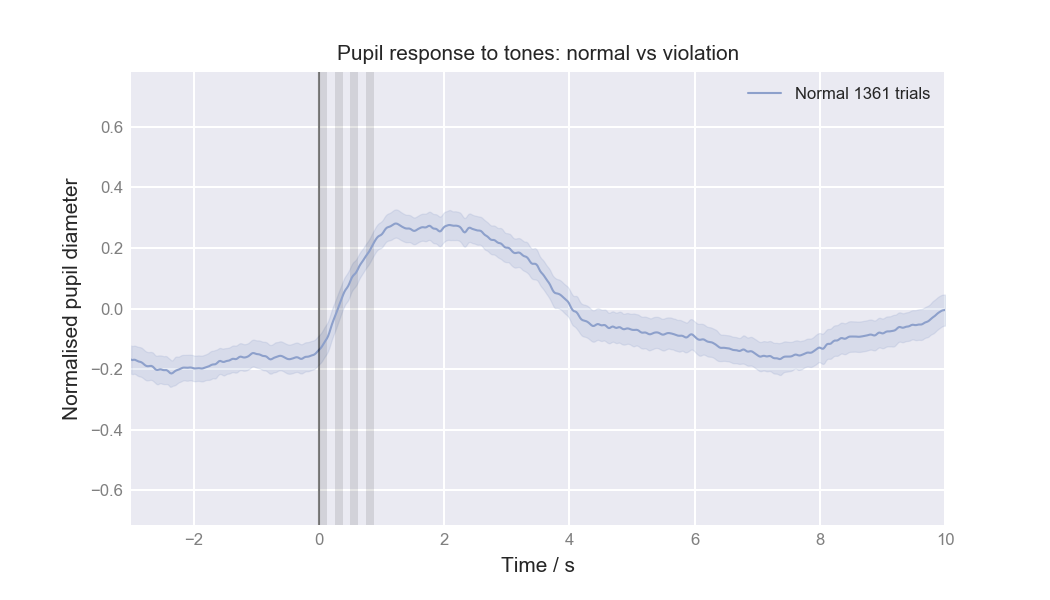 Pupil response to tones: normal vs violation
Normal 1361 trials
Normalised pupil diameter
0.6
0.4
0.2
0.0
−0.2
−0.4
−0.6
−2 0 2 4 6 8 10
Time / s